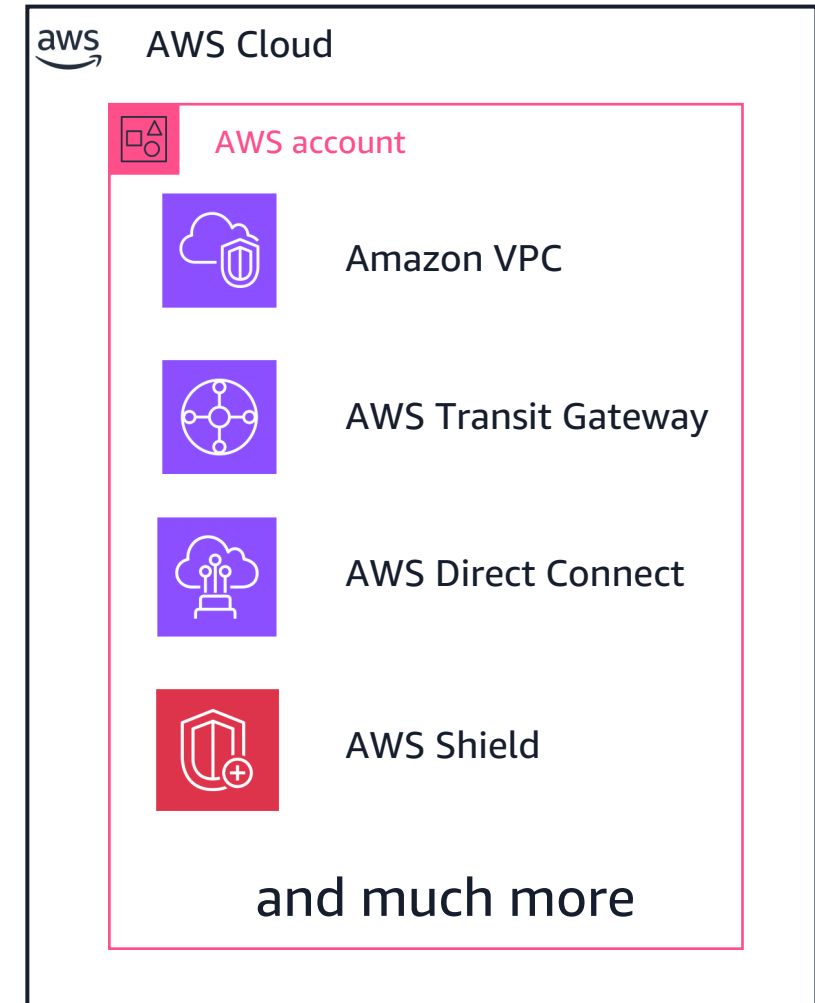 aws AWS Cloud
AWS account
Amazon VPC
AWS Transit Gateway
AWS Direct Connect
AWS Shield
and much more